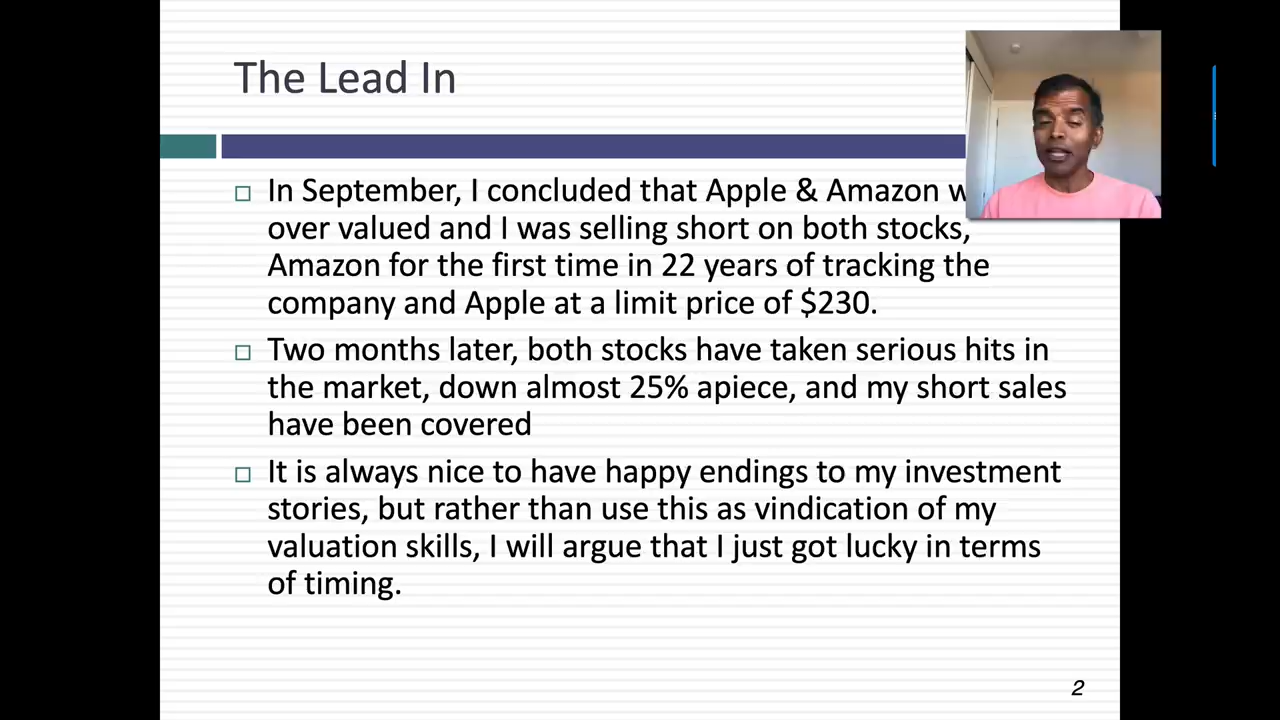 The Lead In
In September, I concluded that Apple & Amazon
over valued and I was selling short on both stocks,
Amazon for the first time in 22 years of tracking the
company and Apple at a limit price of $230.
Two months later, both stocks have taken serious hits in
the market, down almost 25% apiece, and my short sales
have been covered
It is always nice to have happy endings to my investment
stories, but rather than use this as vindication of my
valuation skills, I will argue that I just got lucky in terms
of timing.
2